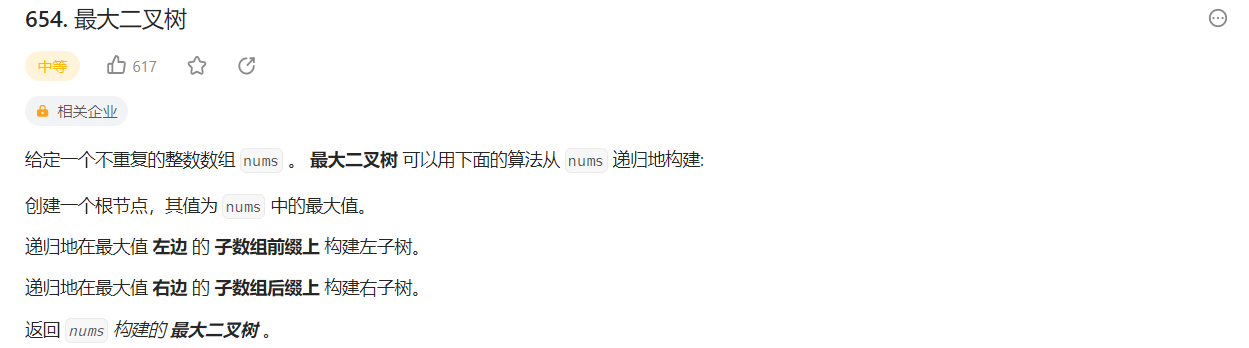 654. 最大二叉树
中等 617
相关企业
给定一个不重复的整数数组 nums 。 最大二叉树 可以用下面的算法从 nums 递归地构建:
创建一个根节点，其值为 nums 中的最大值。
递归地在最大值 左边 的 子数组前缀上 构建左子树。
递归地在最大值 右边 的 子数组后缀上 构建右子树。
返回 nums 构建的 最大二叉树 。